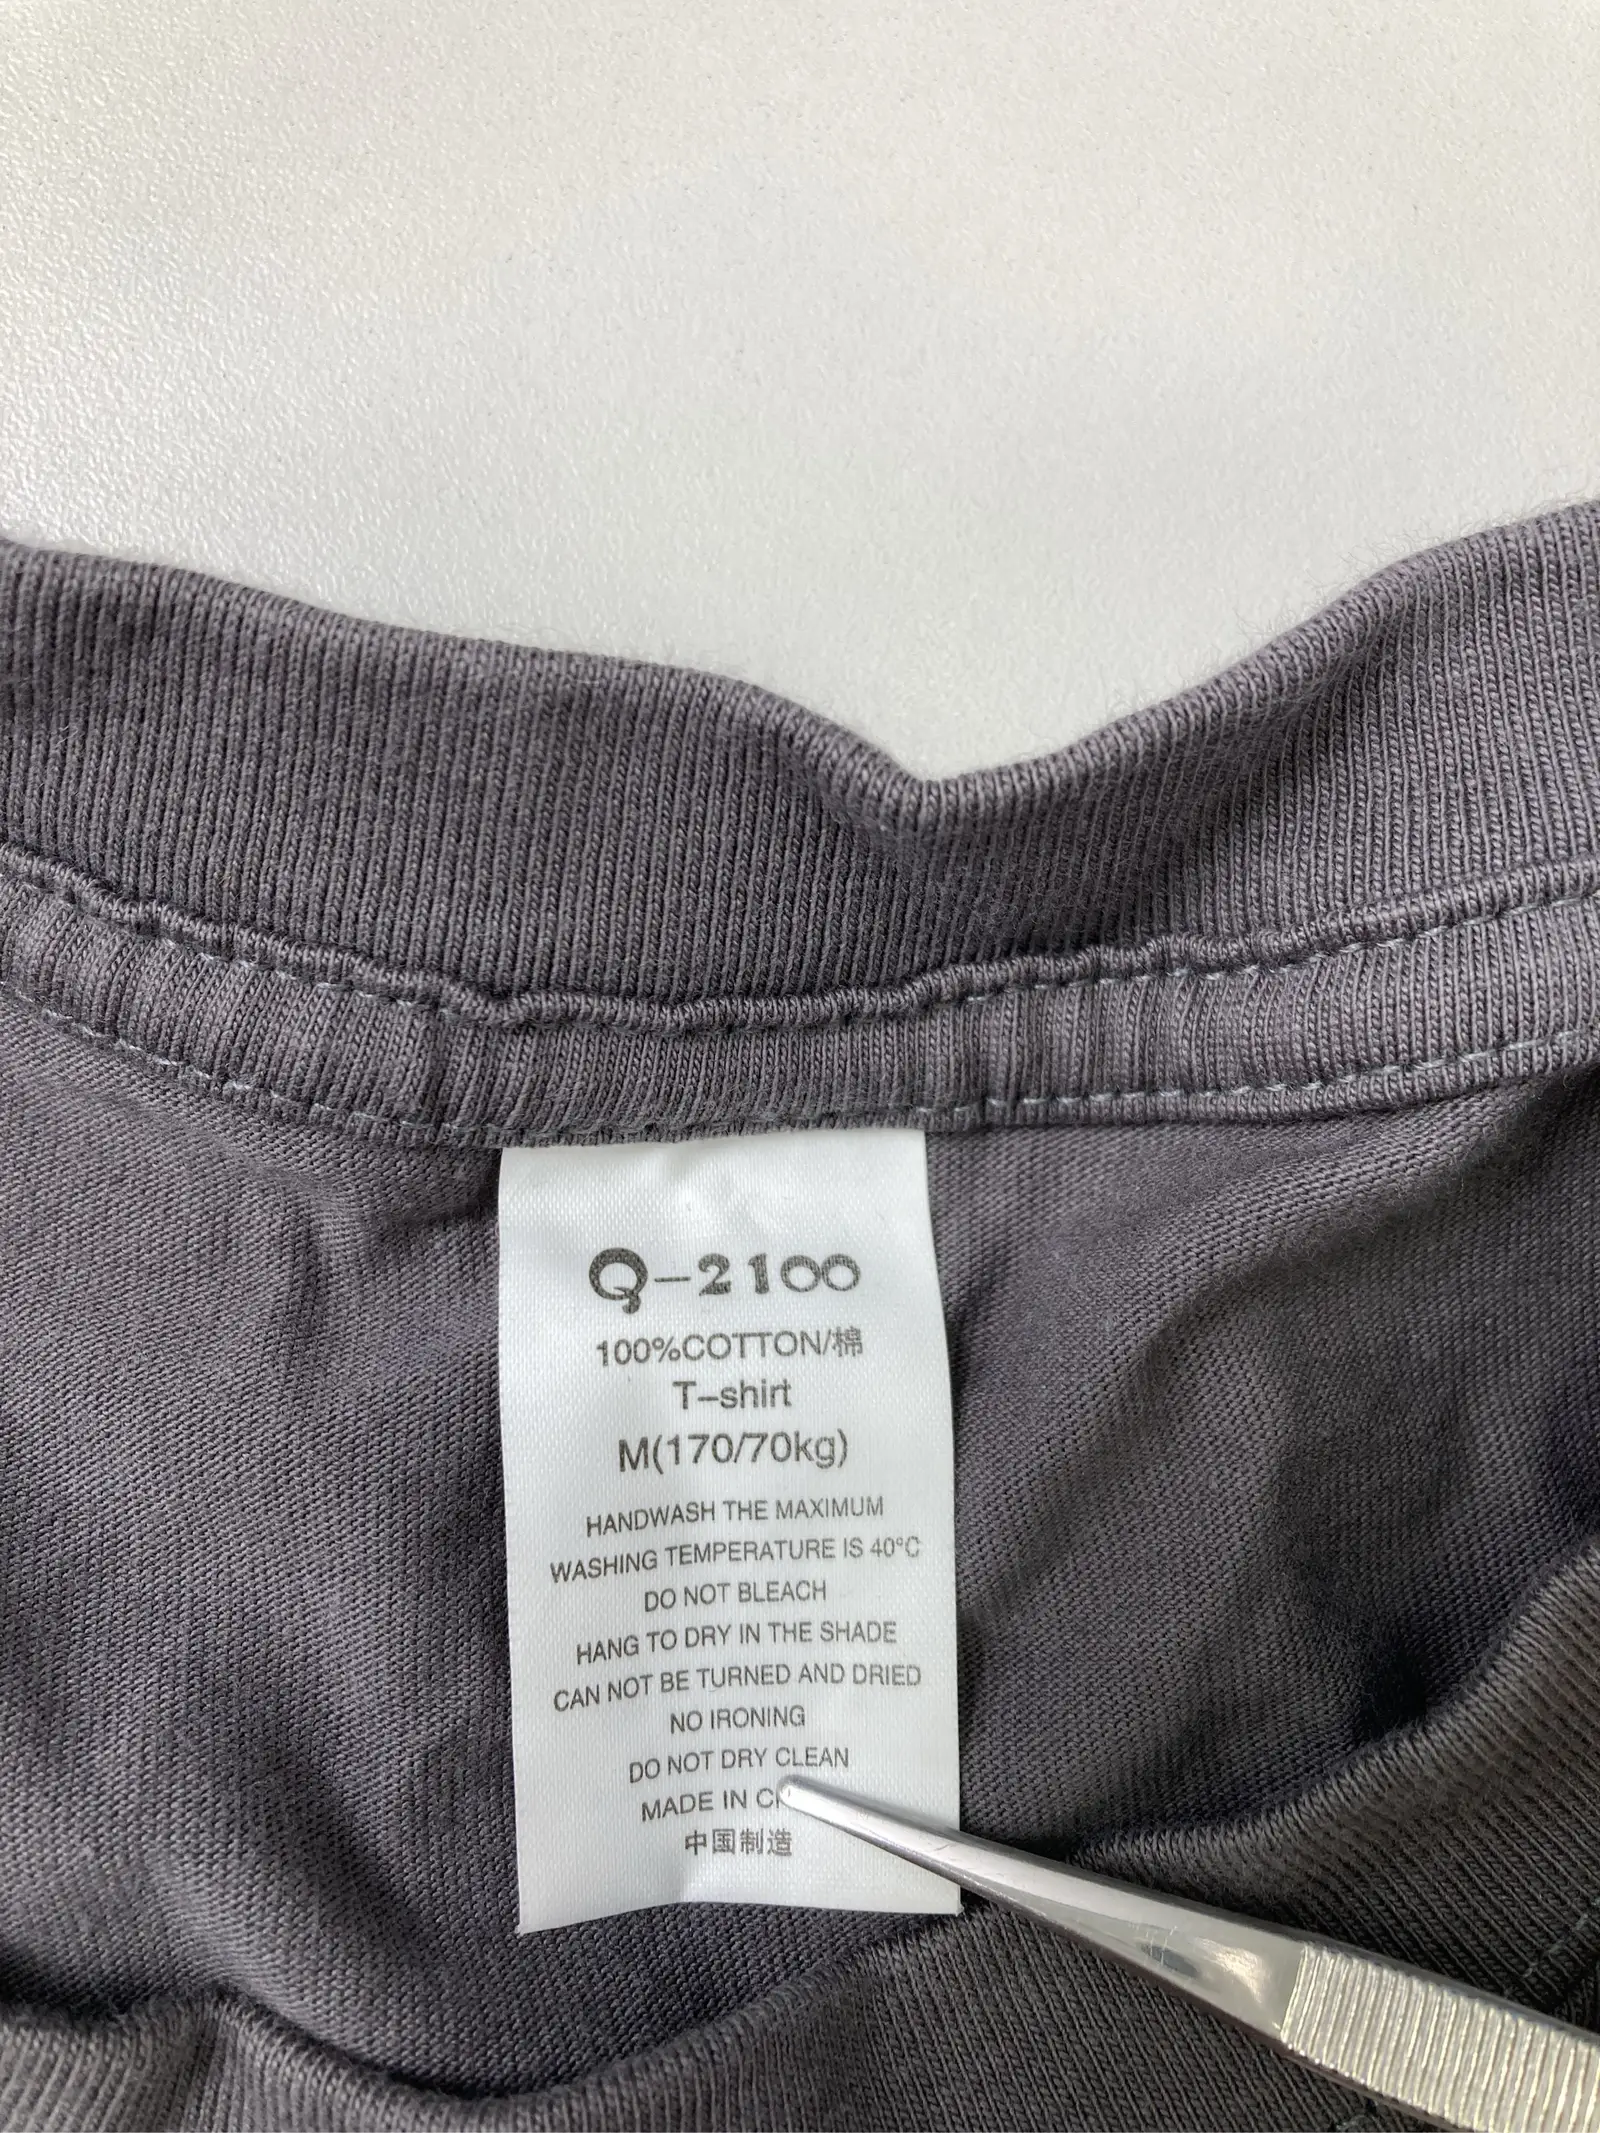 Q-2100
100%COTTON/棉
T-shirt
M(170/70kg)
HANDWASH THE MAXIMUM
WASHING TEMPERATURE IS 40°C
DO NOT BLEACH
HANG TO DRY IN THE SHADE
CAN NOT BE TURNED AND DRIED
NO IRONING
DO NOT DRY CLEAN
MADE IN
中国制造